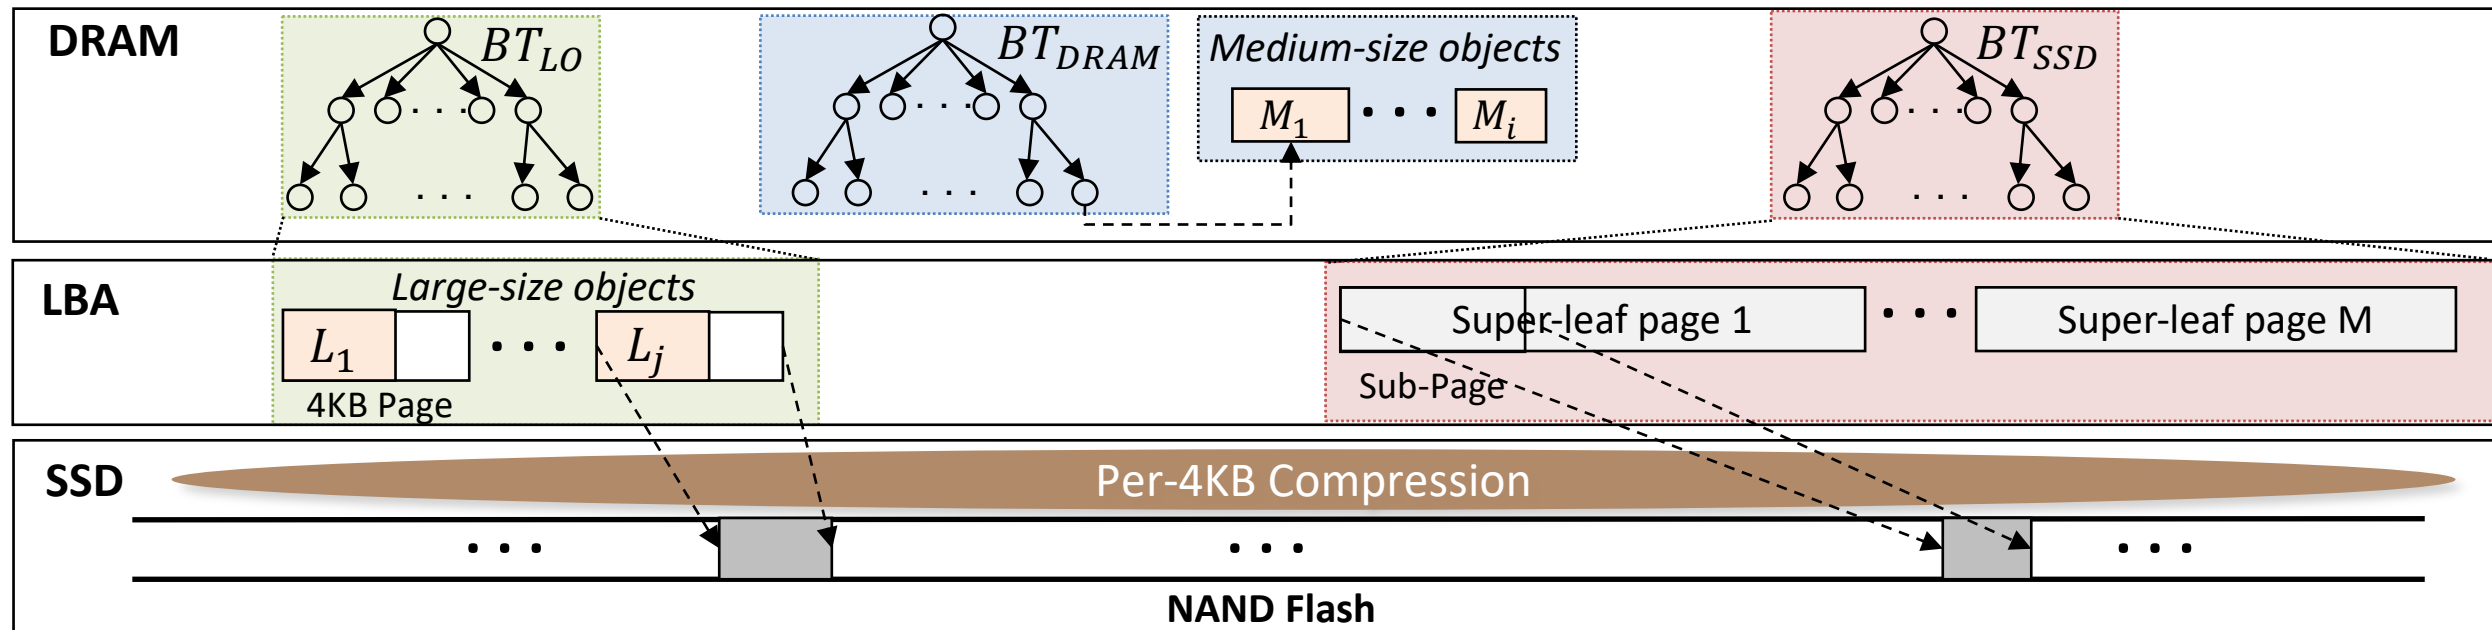 DRAM
BT_LO
BT_DRAM
Medium-size objects
M_1 · · · M_i
BT_SSD
LBA
Large-size objects
L_1 · · · L_j
4KB Page
Super-leaf page 1 · · · Super-leaf page M
Sub-Page
SSD
Per-4KB Compression
NAND Flash